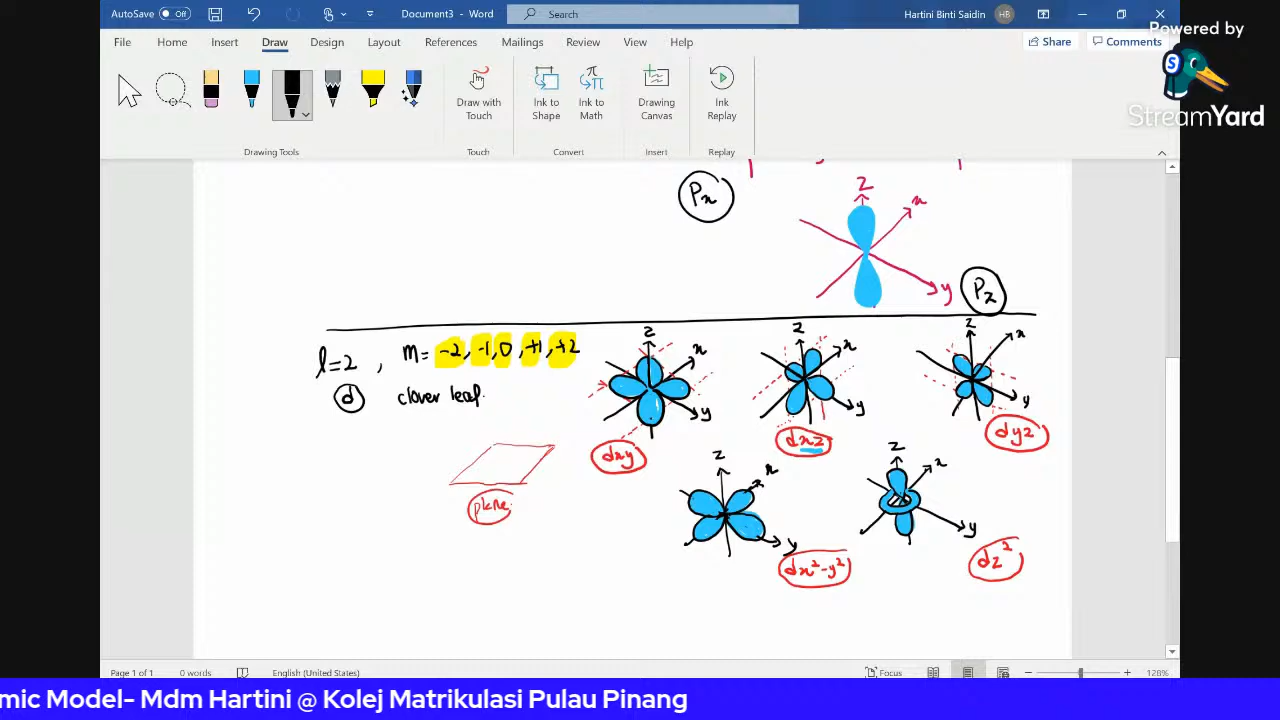 AutoSave Off Document3 - Word Search Hartini Binti Saidin HB
Powered by
StreamYard
File Home Insert Draw Design Layout References Mailings Review View Help Share Comments
Draw with Touch
Ink to Shape
Ink to Math
Drawing Canvas
Ink Replay
Drawing Tools Touch Convert Insert Replay
Px
z x y
Pz
l=2 , m= -2, -1, 0, +1, +2
d clover leaf
z x y
dxy
z x y
dxz
z x y
dyz
plane
z x y
dx²-y²
z x y
dz²
Page 1 of 1 0 words English (United States) Focus 128%
mic Model- Mdm Hartini @ Kolej Matrikulasi Pulau Pinang